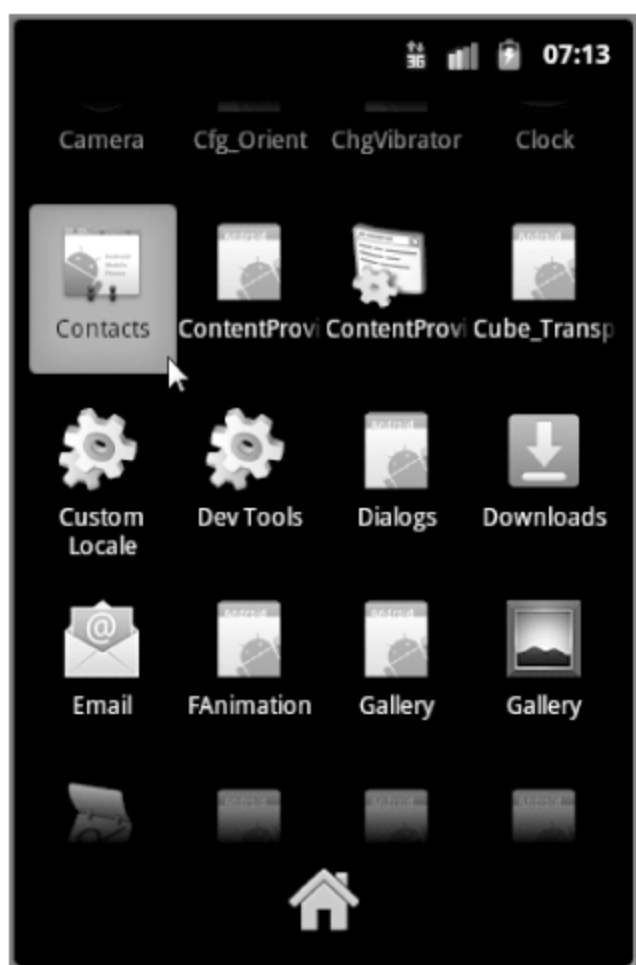 3G 07:13
Camera Cfg_Orient ChgVibrator Clock
Contacts ContentProvi ContentProvi Cube_Transp
Custom
Locale Dev Tools Dialogs Downloads
Email FAnimation Gallery Gallery